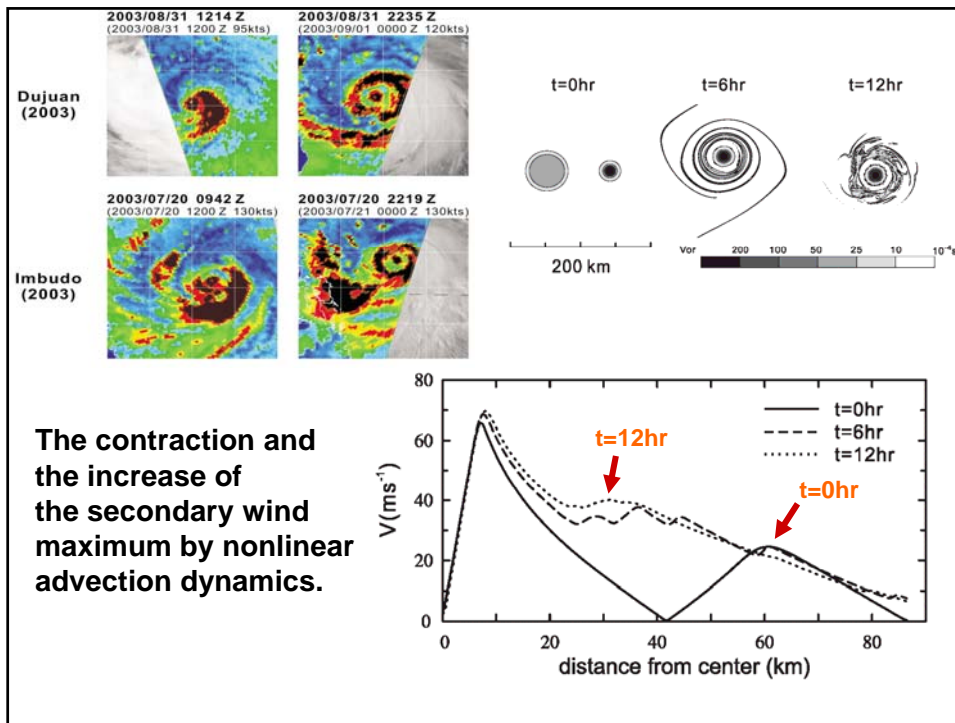 2003/08/31 1214 Z
(2003/08/31 1200 Z 95kts)
2003/08/31 2235 Z
(2003/09/01 0000 Z 120kts)
Dujuan
(2003)
2003/07/20 0942 Z
(2003/07/20 1200 Z 130kts)
2003/07/20 2219 Z
(2003/07/21 0000 Z 130kts)
Imbudo
(2003)
t=0hr
t=6hr
t=12hr
200 km
Vor 200 100 50 25 10 10⁻⁴s
The contraction and
the increase of
the secondary wind
maximum by nonlinear
advection dynamics.
80
60
40
20
0
V(ms⁻¹)
t=0hr
t=6hr
t=12hr
t=12hr
t=0hr
0 20 40 60 80
distance from center (km)